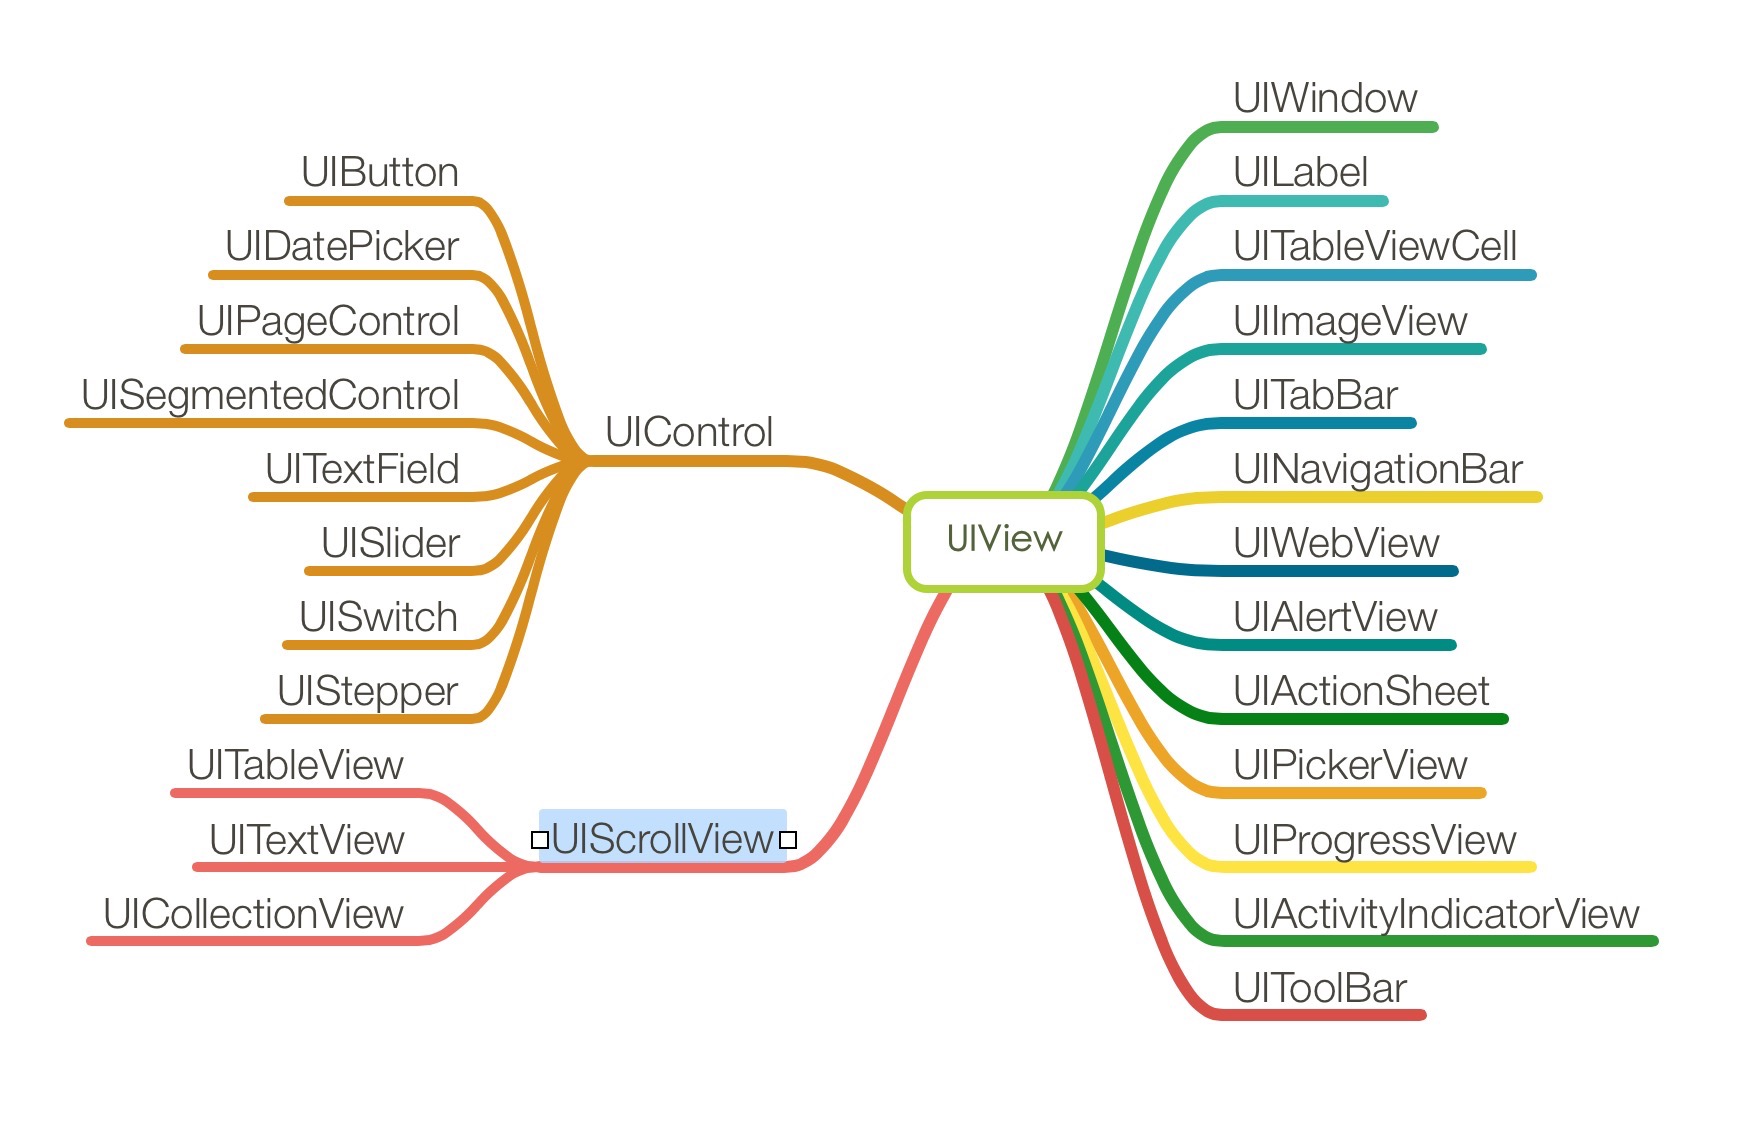 UIView
UIControl
UIButton
UIDatePicker
UIPageControl
UISegmentedControl
UITextField
UISlider
UISwitch
UIStepper
UIScrollView
UITableView
UITextView
UICollectionView
UIWindow
UILabel
UITableViewCell
UIImageView
UITabBar
UINavigationBar
UIWebView
UIAlertView
UIActionSheet
UIPickerView
UIProgressView
UIActivityIndicatorView
UIToolBar